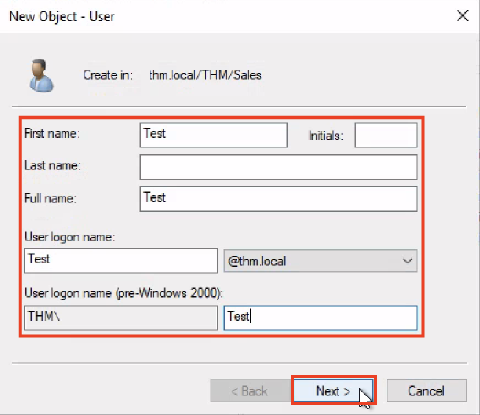 New Object - User
Create in: thm.local/THM/Sales
First name: Test Initials:
Last name:
Full name: Test
User logon name:
Test @thm.local
User logon name (pre-Windows 2000):
THM\ Test
< Back Next > Cancel